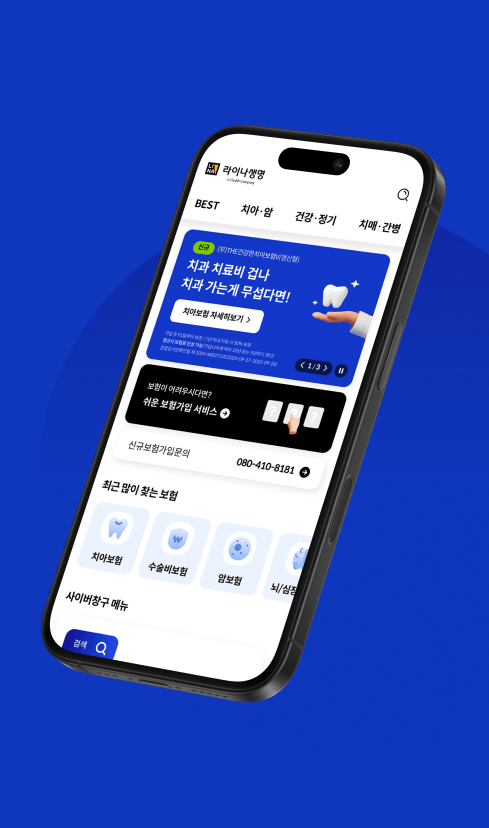 LI
NA
라이나생명
a Chubb Company
BEST
치아·암
건강·정기
치매·간병
신규
(무)THE건강한치아보험V(갱신형)
치과 치료비 겁나
치과 가는게 무섭다면!
치아보험 자세히보기
1 / 3
보험이 어려우시다면?
쉬운 보험가입 서비스
? ? ?
신규보험가입문의
080-410-8181
최근 많이 찾는 보험
치아보험
수술비보험
암보험
뇌/심장
사이버창구 메뉴
검색